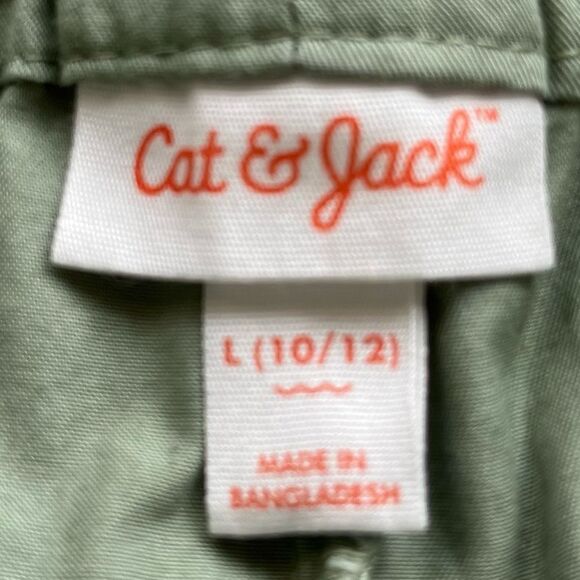 Cat & Jack™
L (10/12)
MADE IN
BANGLADESH